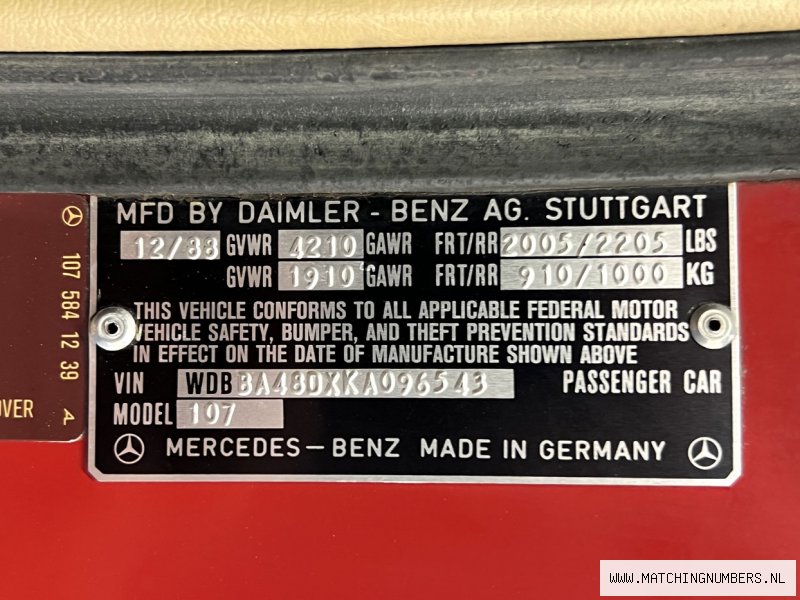 MFD BY DAIMLER - BENZ AG. STUTTGART
12/88 GVWR 4210 GAWR FRT/RR 2005/2205 LBS
GVWR 1910 GAWR FRT/RR 910/1000 KG
THIS VEHICLE CONFORMS TO ALL APPLICABLE FEDERAL MOTOR
VEHICLE SAFETY, BUMPER, AND THEFT PREVENTION STANDARDS
IN EFFECT ON THE DATE OF MANUFACTURE SHOWN ABOVE
VIN WDBBA48DXKA096543 PASSENGER CAR
MODEL 107
MERCEDES-BENZ MADE IN GERMANY
107 584 12 39 A
OVER
WWW.MATCHINGNUMBERS.NL